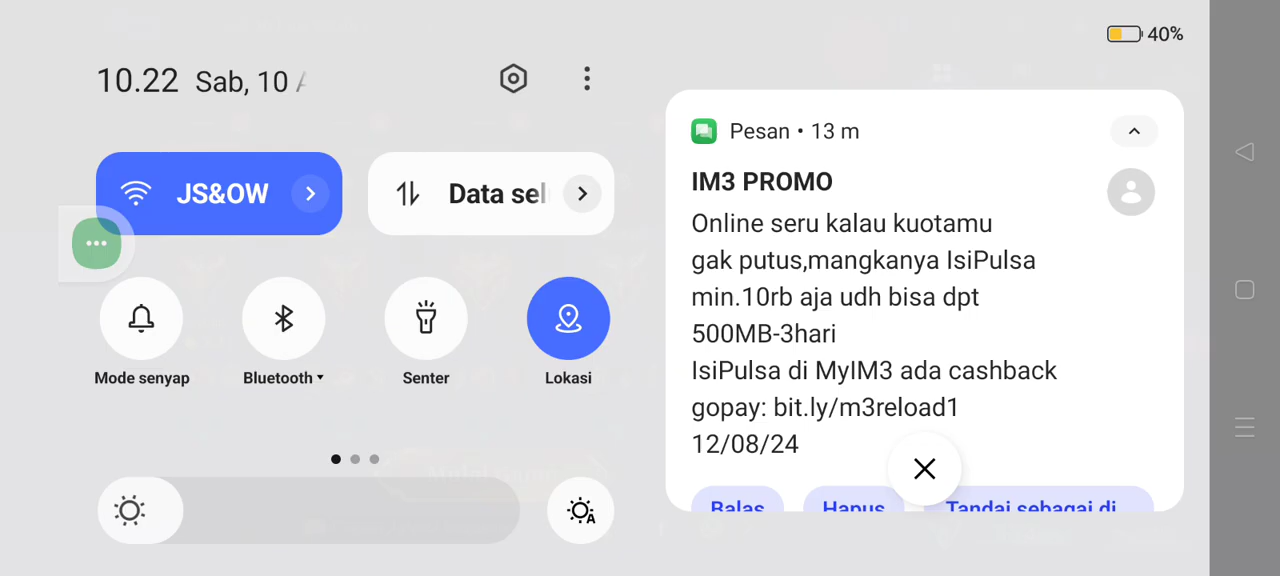 40%
10.22 Sab, 10
JS&OW
Data sel
Mode senyap
Bluetooth
Senter
Lokasi
Pesan • 13 m
IM3 PROMO
Online seru kalau kuotamu
gak putus,mangkanya IsiPulsa
min.10rb aja udh bisa dpt
500MB-3hari
IsiPulsa di MyIM3 ada cashback
gopay: bit.ly/m3reload1
12/08/24
Balas
Hapus
Tandai sebagai di